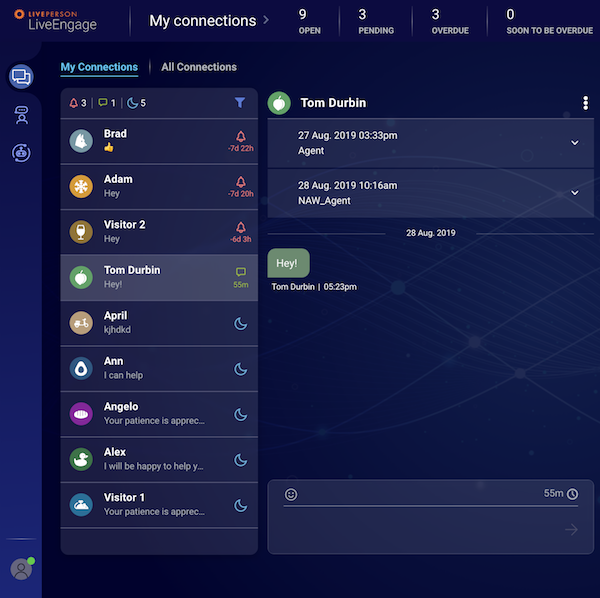 LIVEPERSON
LiveEngage
My connections
9
OPEN
3
PENDING
3
OVERDUE
0
SOON TO BE OVERDUE
My Connections
All Connections
3
1
5
Brad
-7d 22h
Adam
Hey
-7d 20h
Visitor 2
Hey
-6d 3h
Tom Durbin
Hey!
55m
April
kjhdkd
Ann
I can help
Angelo
Your patience is apprec...
Alex
I will be happy to help y...
Visitor 1
Your patience is apprec...
Tom Durbin
27 Aug. 2019 03:33pm
Agent
28 Aug. 2019 10:16am
NAW_Agent
28 Aug. 2019
Hey!
Tom Durbin | 05:23pm
55m